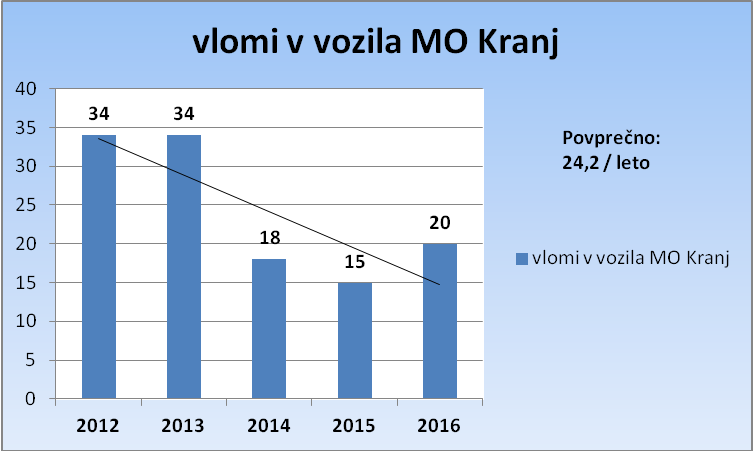 vlomi v vozila MO Kranj
40
35
30
25
20
15
10
5
0
34
34
18
15
20
2012 2013 2014 2015 2016
Povprečno:
24,2 / leto
vlomi v vozila MO Kranj